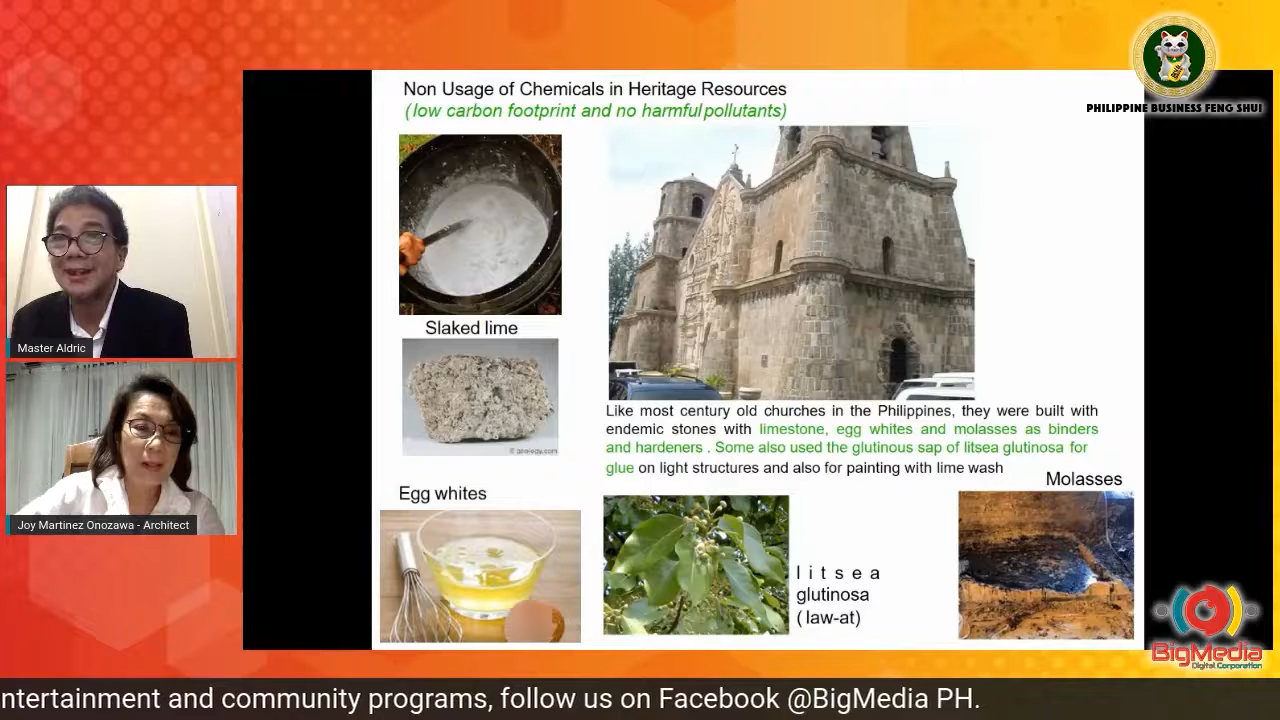 PHILIPPINE BUSINESS FENG SHUI
Non Usage of Chemicals in Heritage Resources
(low carbon footprint and no harmful pollutants)
Slaked lime
Master Aldric
Like most century old churches in the Philippines, they were built with
endemic stones with limestone, egg whites and molasses as binders
and hardeners . Some also used the glutinous sap of litsea glutinosa for
glue on light structures and also for painting with lime wash
Egg whites
Molasses
Joy Martinez Onozawa - Architect
litsea
glutinosa
(law-at)
BigMedia
Digital Corporation
ntertainment and community programs, follow us on Facebook @BigMedia PH.